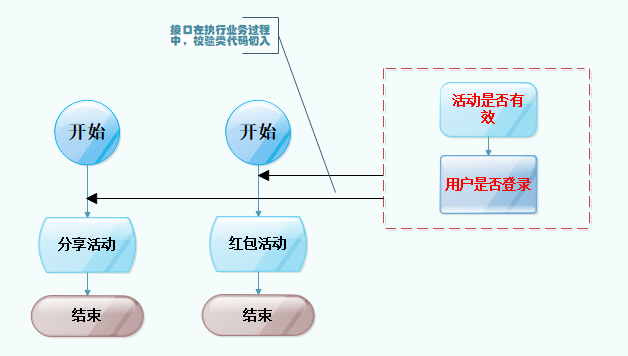 接口在执行业务过程
中，校验类代码切入
活动是否有
效
开始
开始
用户是否登录
分享活动
红包活动
结束
结束